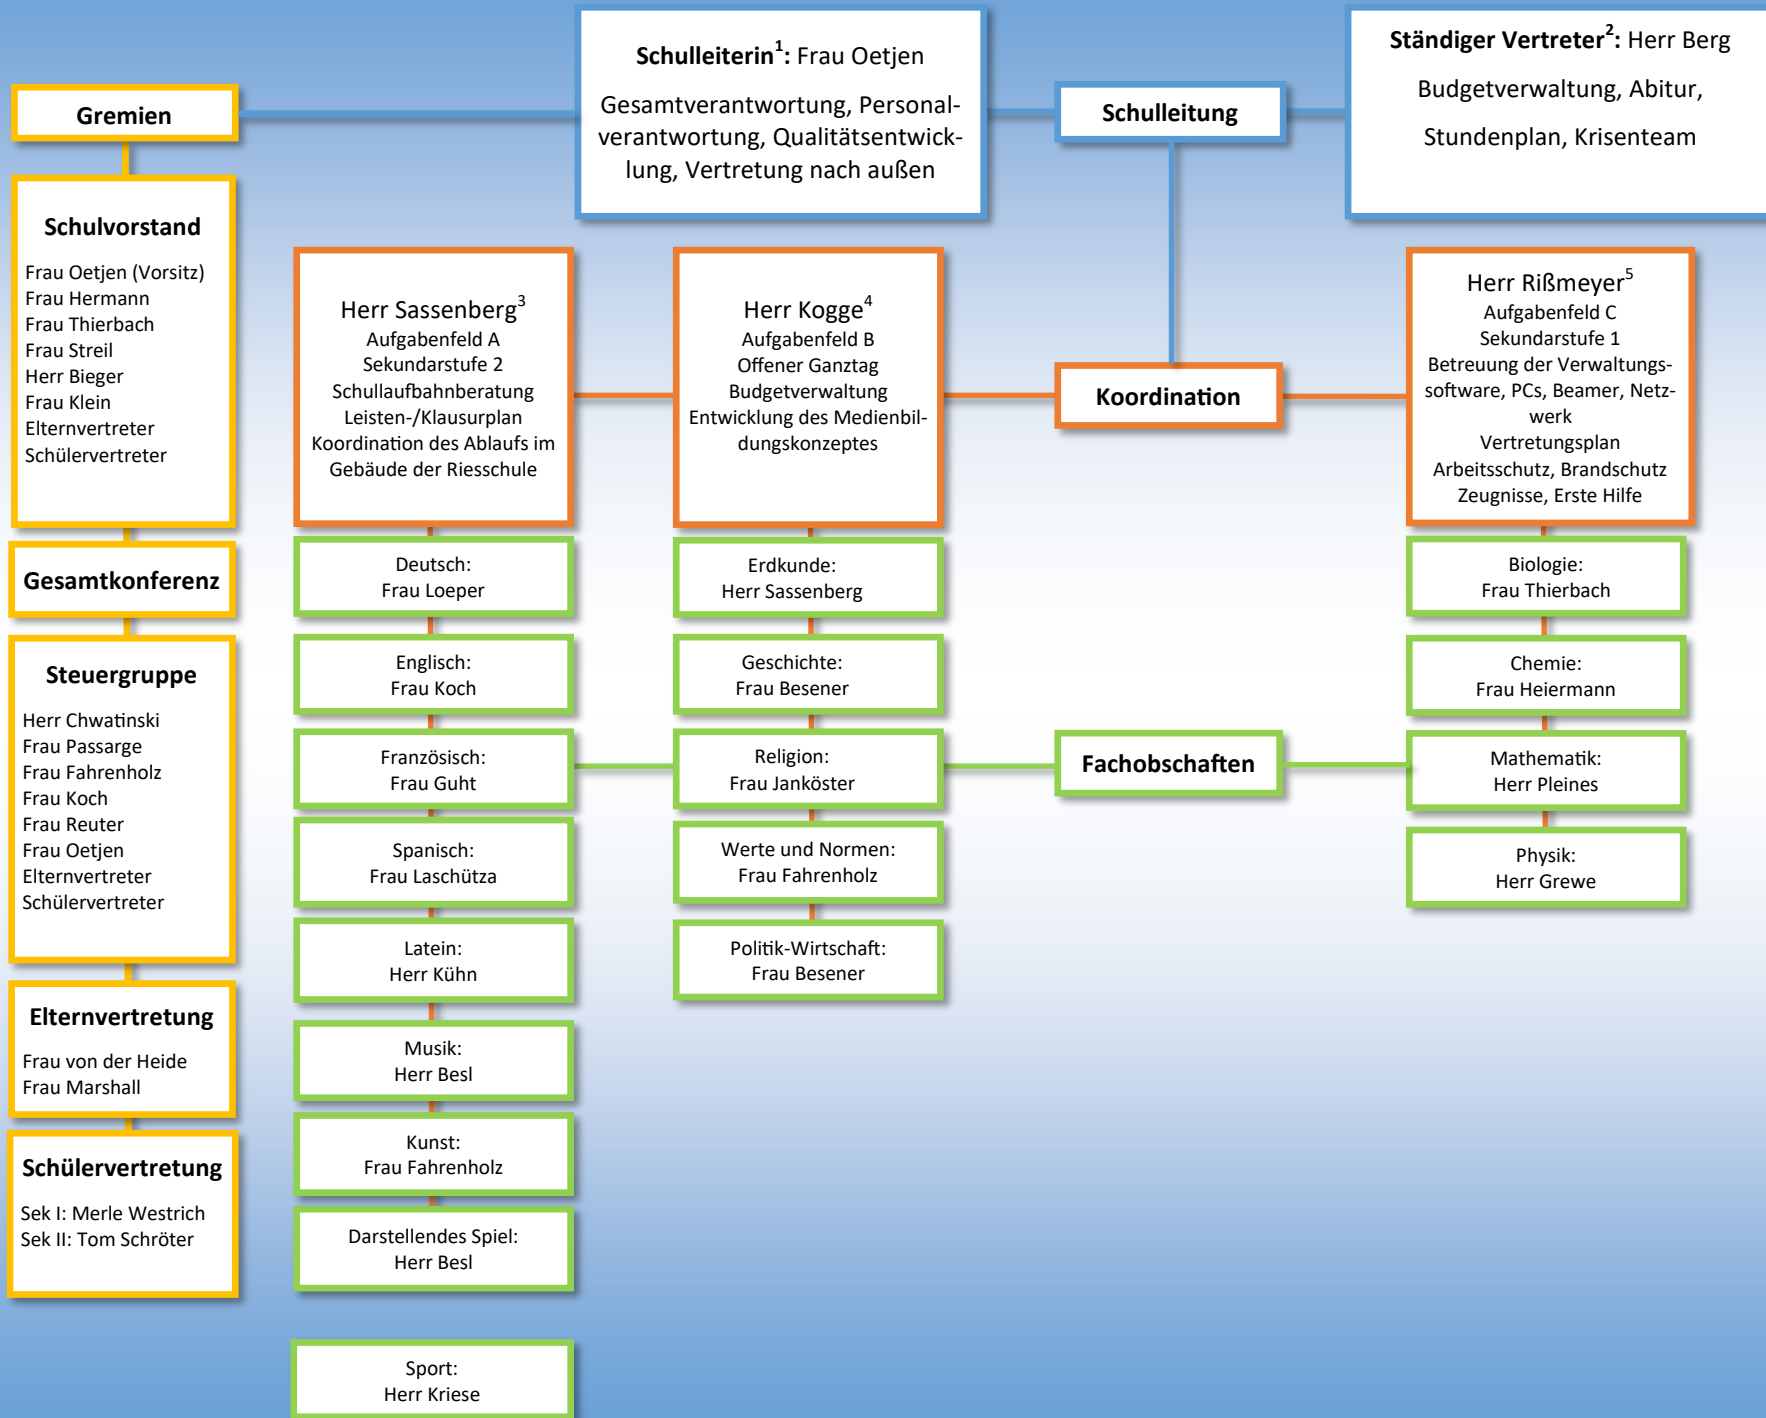 Schulleiterin1: Frau Oetjen
Gesamtverantwortung, Personal-
verantwortung, Qualitätsentwick-
lung, Vertretung nach außen
Schulleitung
Ständiger Vertreter2: Herr Berg
Budgetverwaltung, Abitur,
Stundenplan, Krisenteam
Gremien
Schulvorstand
Frau Oetjen (Vorsitz)
Frau Hermann
Frau Thierbach
Frau Streil
Herr Bieger
Frau Klein
Elternvertreter
Schülervertreter
Gesamtkonferenz
Steuergruppe
Herr Chwatinski
Frau Passarge
Frau Fahrenholz
Frau Koch
Frau Reuter
Frau Oetjen
Elternvertreter
Schülervertreter
Elternvertretung
Frau von der Heide
Frau Marshall
Schülervertretung
Sek I: Merle Westrich
Sek II: Tom Schröter
Herr Sassenberg3
Aufgabenfeld A
Sekundarstufe 2
Schullaufbahnberatung
Leisten-/Klausurplan
Koordination des Ablaufs im
Gebäude der Riesschule
Deutsch:
Frau Loeper
Englisch:
Frau Koch
Französisch:
Frau Guht
Spanisch:
Frau Laschütza
Latein:
Herr Kühn
Musik:
Herr Besl
Kunst:
Frau Fahrenholz
Darstellendes Spiel:
Herr Besl
Sport:
Herr Kriese
Herr Kogge4
Aufgabenfeld B
Offener Ganztag
Budgetverwaltung
Entwicklung des Medienbil-
dungskonzeptes
Erdkunde:
Herr Sassenberg
Geschichte:
Frau Besener
Religion:
Frau Janköster
Werte und Normen:
Frau Fahrenholz
Politik-Wirtschaft:
Frau Besener
Koordination
Fachobschaften
Herr Rißmeyer5
Aufgabenfeld C
Sekundarstufe 1
Betreuung der Verwaltungs-
software, PCs, Beamer, Netz-
werk
Vertretungsplan
Arbeitsschutz, Brandschutz
Zeugnisse, Erste Hilfe
Biologie:
Frau Thierbach
Chemie:
Frau Heiermann
Mathematik:
Herr Pleines
Physik:
Herr Grewe